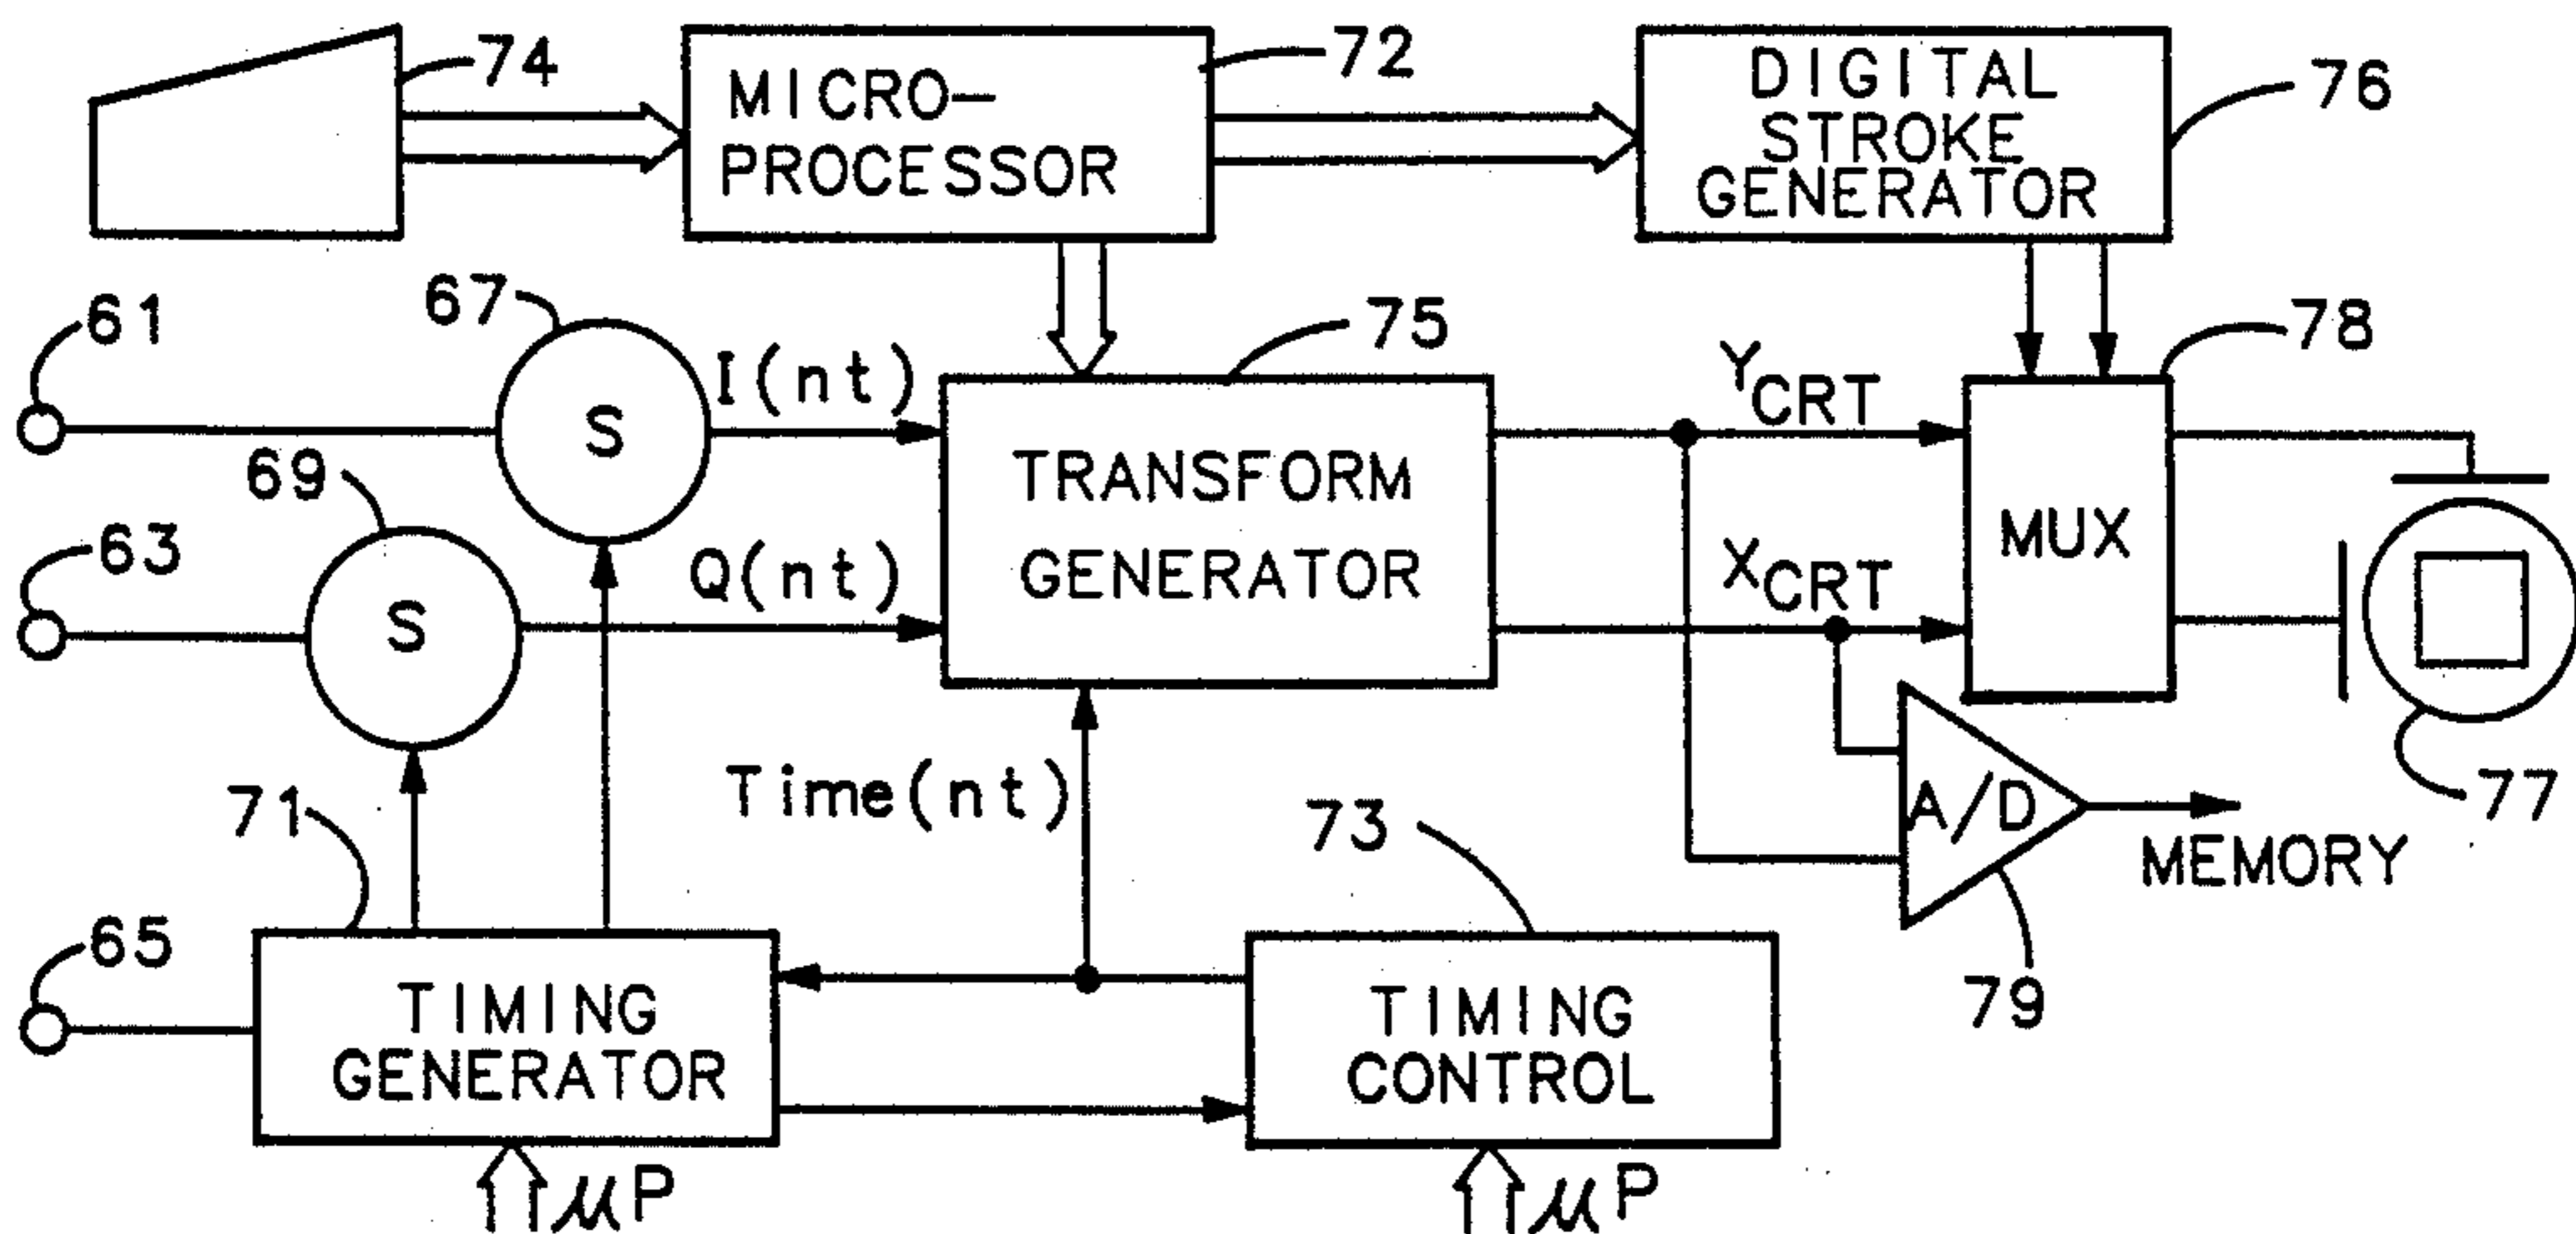 74
MICRO-
PROCESSOR
72
DIGITAL
STROKE
GENERATOR
76
61
67
S
I(nt)
75
78
69
63
S
Q(nt)
TRANSFORM
GENERATOR
YCRT
XCRT
MUX
77
71
Time(nt)
73
A/D
MEMORY
79
65
TIMING
GENERATOR
TIMING
CONTROL
μP
μP